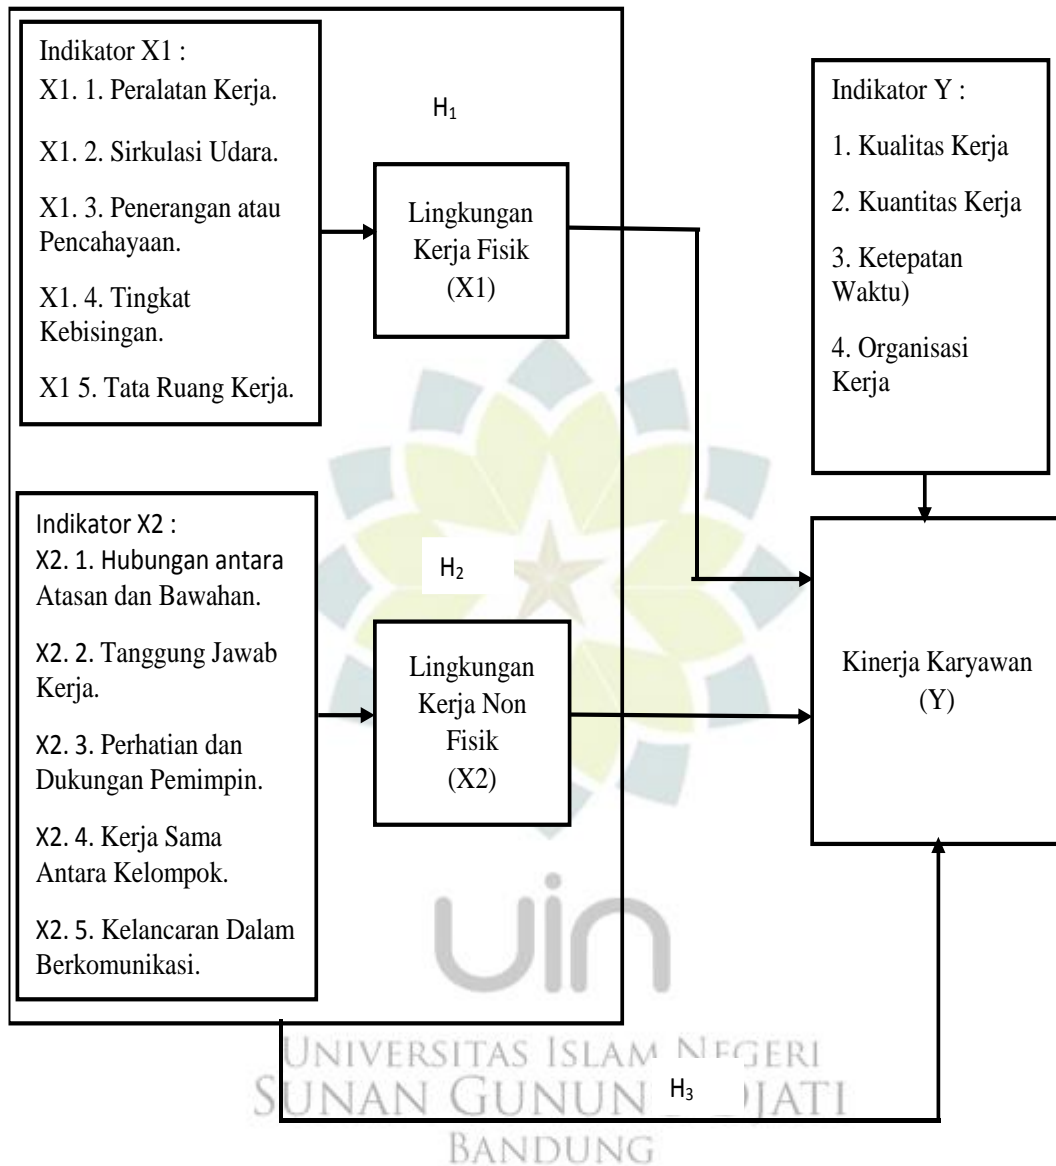 Indikator X1 :
X1. 1. Peralatan Kerja.
X1. 2. Sirkulasi Udara.
X1. 3. Penerangan atau
Pencahayaan.
X1. 4. Tingkat
Kebisingan.
X1 5. Tata Ruang Kerja.
H1
Lingkungan
Kerja Fisik
(X1)
Indikator Y :
1. Kualitas Kerja
2. Kuantitas Kerja
3. Ketepatan
Waktu)
4. Organisasi
Kerja
Indikator X2 :
X2. 1. Hubungan antara
Atasan dan Bawahan.
X2. 2. Tanggung Jawab
Kerja.
X2. 3. Perhatian dan
Dukungan Pemimpin.
X2. 4. Kerja Sama
Antara Kelompok.
X2. 5. Kelancaran Dalam
Berkomunikasi.
H2
Lingkungan
Kerja Non
Fisik
(X2)
Kinerja Karyawan
(Y)
uin
UNIVERSITAS ISLAM NEGERI
SUNAN GUNUN JATI
H3
BANDUNG